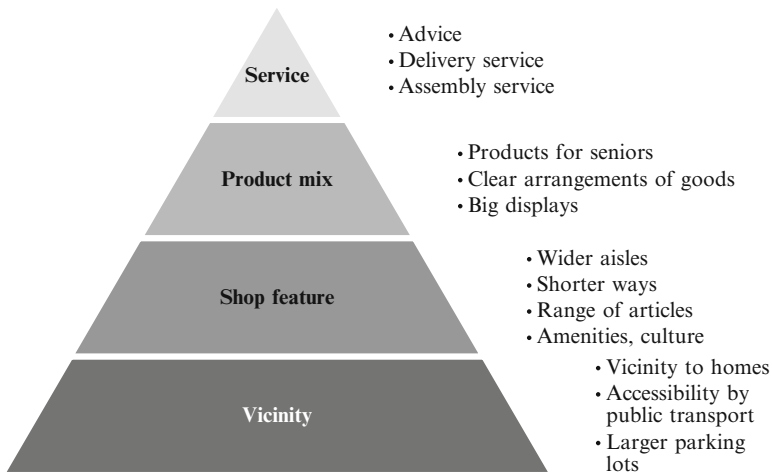 Service
• Advice
• Delivery service
• Assembly service
Product mix
• Products for seniors
• Clear arrangements of goods
• Big displays
Shop feature
• Wider aisles
• Shorter ways
• Range of articles
• Amenities, culture
Vicinity
• Vicinity to homes
• Accessibility by
public transport
• Larger parking
lots